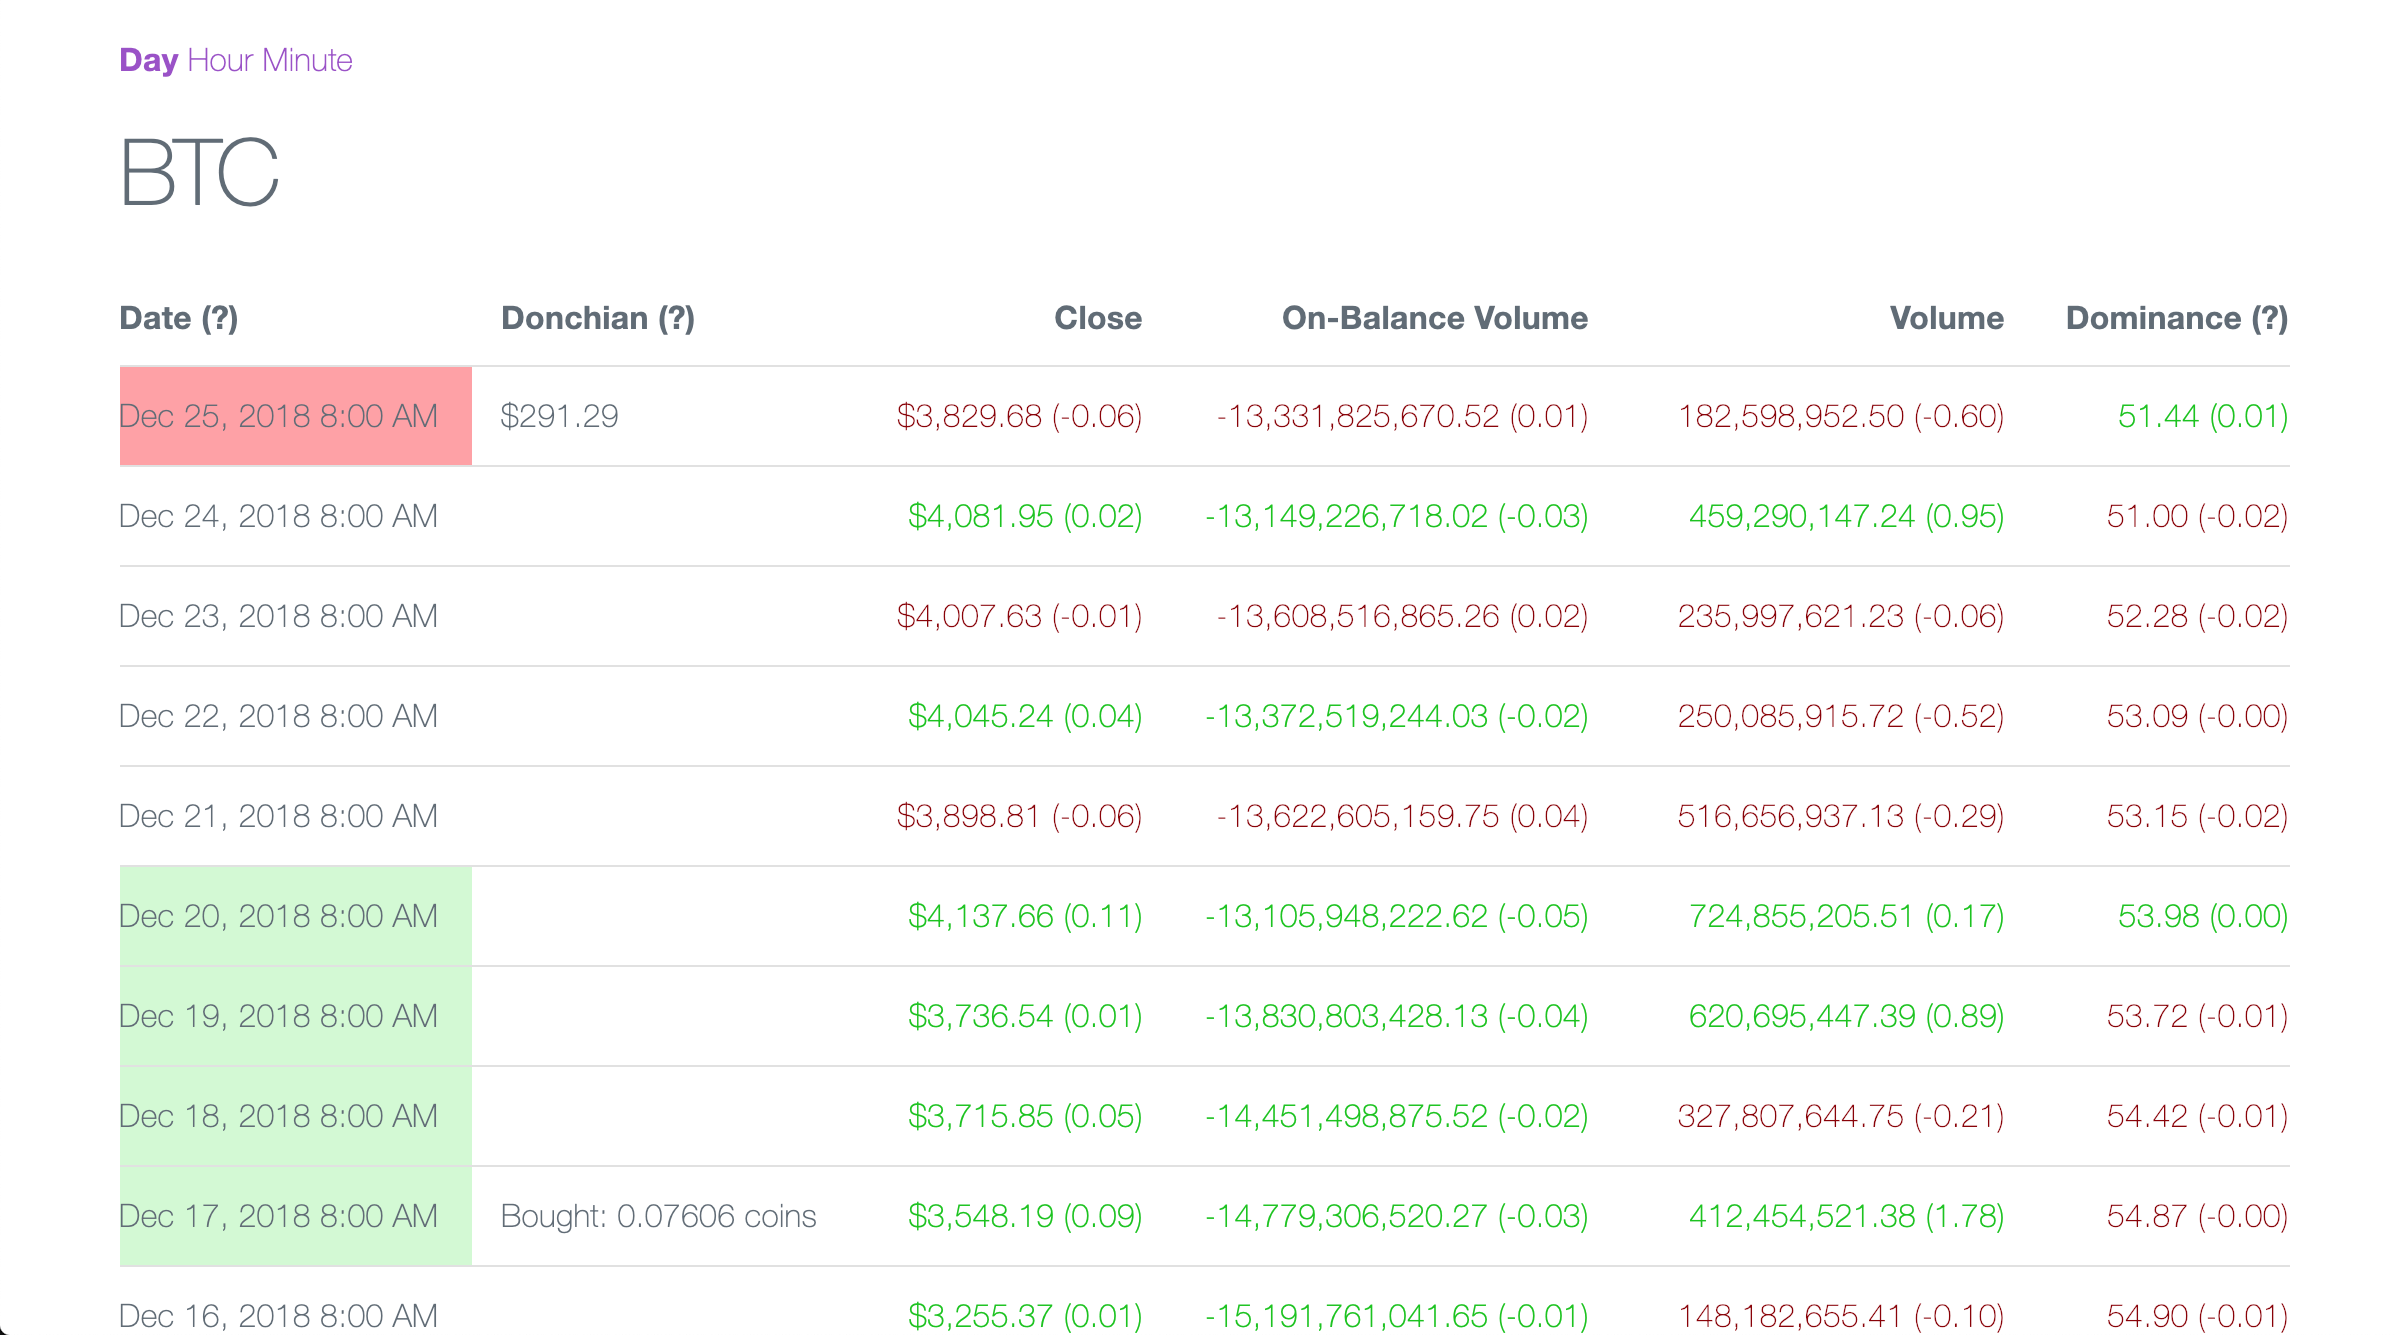 Day Hour Minute
BTC
Date (?) Donchian (?) Close On-Balance Volume Volume Dominance (?)
Dec 25, 2018 8:00 AM $291.29 $3,829.68 (-0.06) -13,331,825,670.52 (0.01) 182,598,952.50 (-0.60) 51.44 (0.01)
Dec 24, 2018 8:00 AM $4,081.95 (0.02) -13,149,226,718.02 (-0.03) 459,290,147.24 (0.95) 51.00 (-0.02)
Dec 23, 2018 8:00 AM $4,007.63 (-0.01) -13,608,516,865.26 (0.02) 235,997,621.23 (-0.06) 52.28 (-0.02)
Dec 22, 2018 8:00 AM $4,045.24 (0.04) -13,372,519,244.03 (-0.02) 250,085,915.72 (-0.52) 53.09 (-0.00)
Dec 21, 2018 8:00 AM $3,898.81 (-0.06) -13,622,605,159.75 (0.04) 516,656,937.13 (-0.29) 53.15 (-0.02)
Dec 20, 2018 8:00 AM $4,137.66 (0.11) -13,105,948,222.62 (-0.05) 724,855,205.51 (0.17) 53.98 (0.00)
Dec 19, 2018 8:00 AM $3,736.54 (0.01) -13,830,803,428.13 (-0.04) 620,695,447.39 (0.89) 53.72 (-0.01)
Dec 18, 2018 8:00 AM $3,715.85 (0.05) -14,451,498,875.52 (-0.02) 327,807,644.75 (-0.21) 54.42 (-0.01)
Dec 17, 2018 8:00 AM Bought: 0.07606 coins $3,548.19 (0.09) -14,779,306,520.27 (-0.03) 412,454,521.38 (1.78) 54.87 (-0.00)
Dec 16, 2018 8:00 AM $3,255.37 (0.01) -15,191,761,041.65 (-0.01) 148,182,655.41 (-0.10) 54.90 (-0.01)